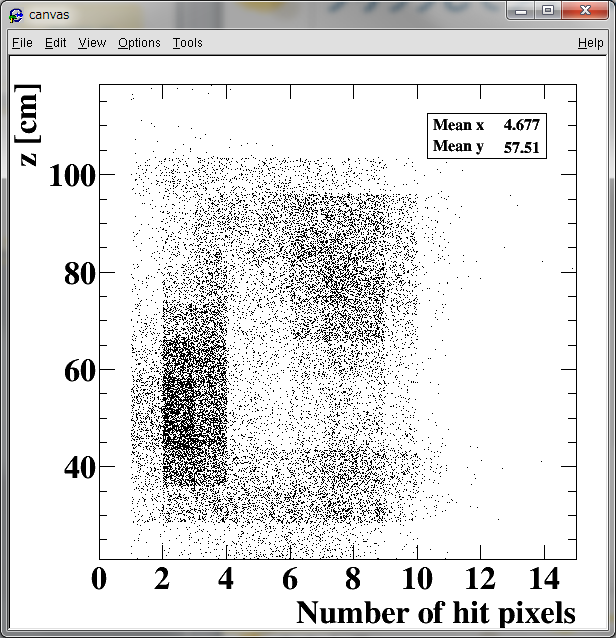 canvas
File Edit View Options Tools Help
z [cm]
Mean x 4.677
Mean y 57.51
100
80
60
40
0 2 4 6 8 10 12 14
Number of hit pixels